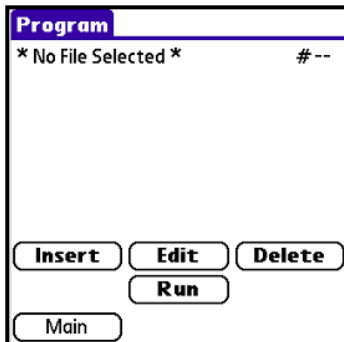 Program
* No File Selected * #--
Insert Edit Delete
Run
Main